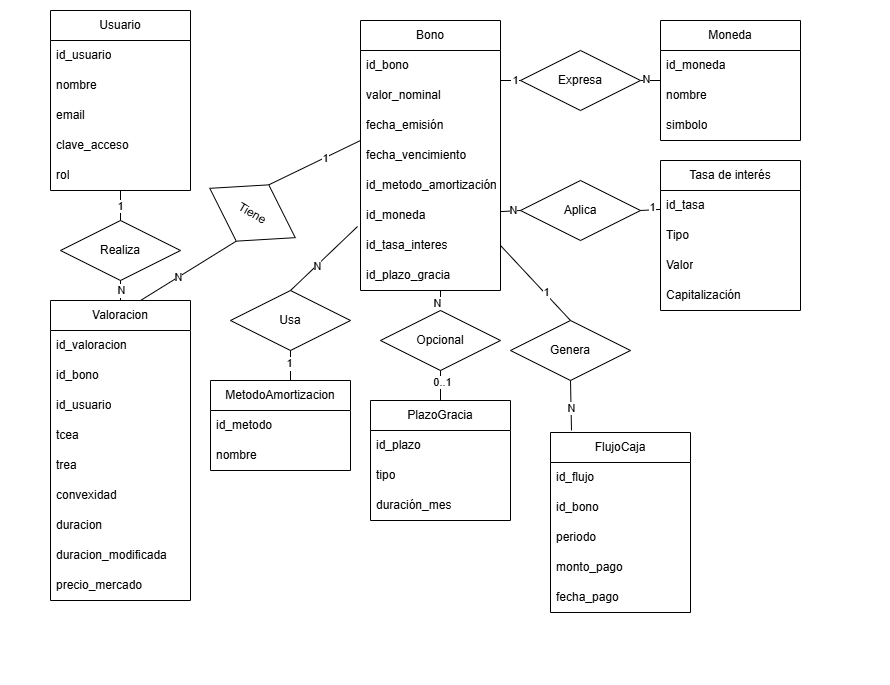 Usuario
id_usuario
nombre
email
clave_acceso
rol
1
Realiza
N
Valoracion
id_valoracion
id_bono
id_usuario
tcea
trea
convexidad
duracion
duracion_modificada
precio_mercado
1
Tiene
N
Bono
id_bono
valor_nominal
fecha_emisión
fecha_vencimiento
id_metodo_amortización
id_moneda
id_tasa_interes
id_plazo_gracia
N
Usa
1
MetodoAmortizacion
id_metodo
nombre
N
Opcional
0..1
PlazoGracia
id_plazo
tipo
duración_mes
1
Expresa
N
Moneda
id_moneda
nombre
simbolo
N
Aplica
1
Tasa de interés
id_tasa
Tipo
Valor
Capitalización
1
Genera
N
FlujoCaja
id_flujo
id_bono
periodo
monto_pago
fecha_pago